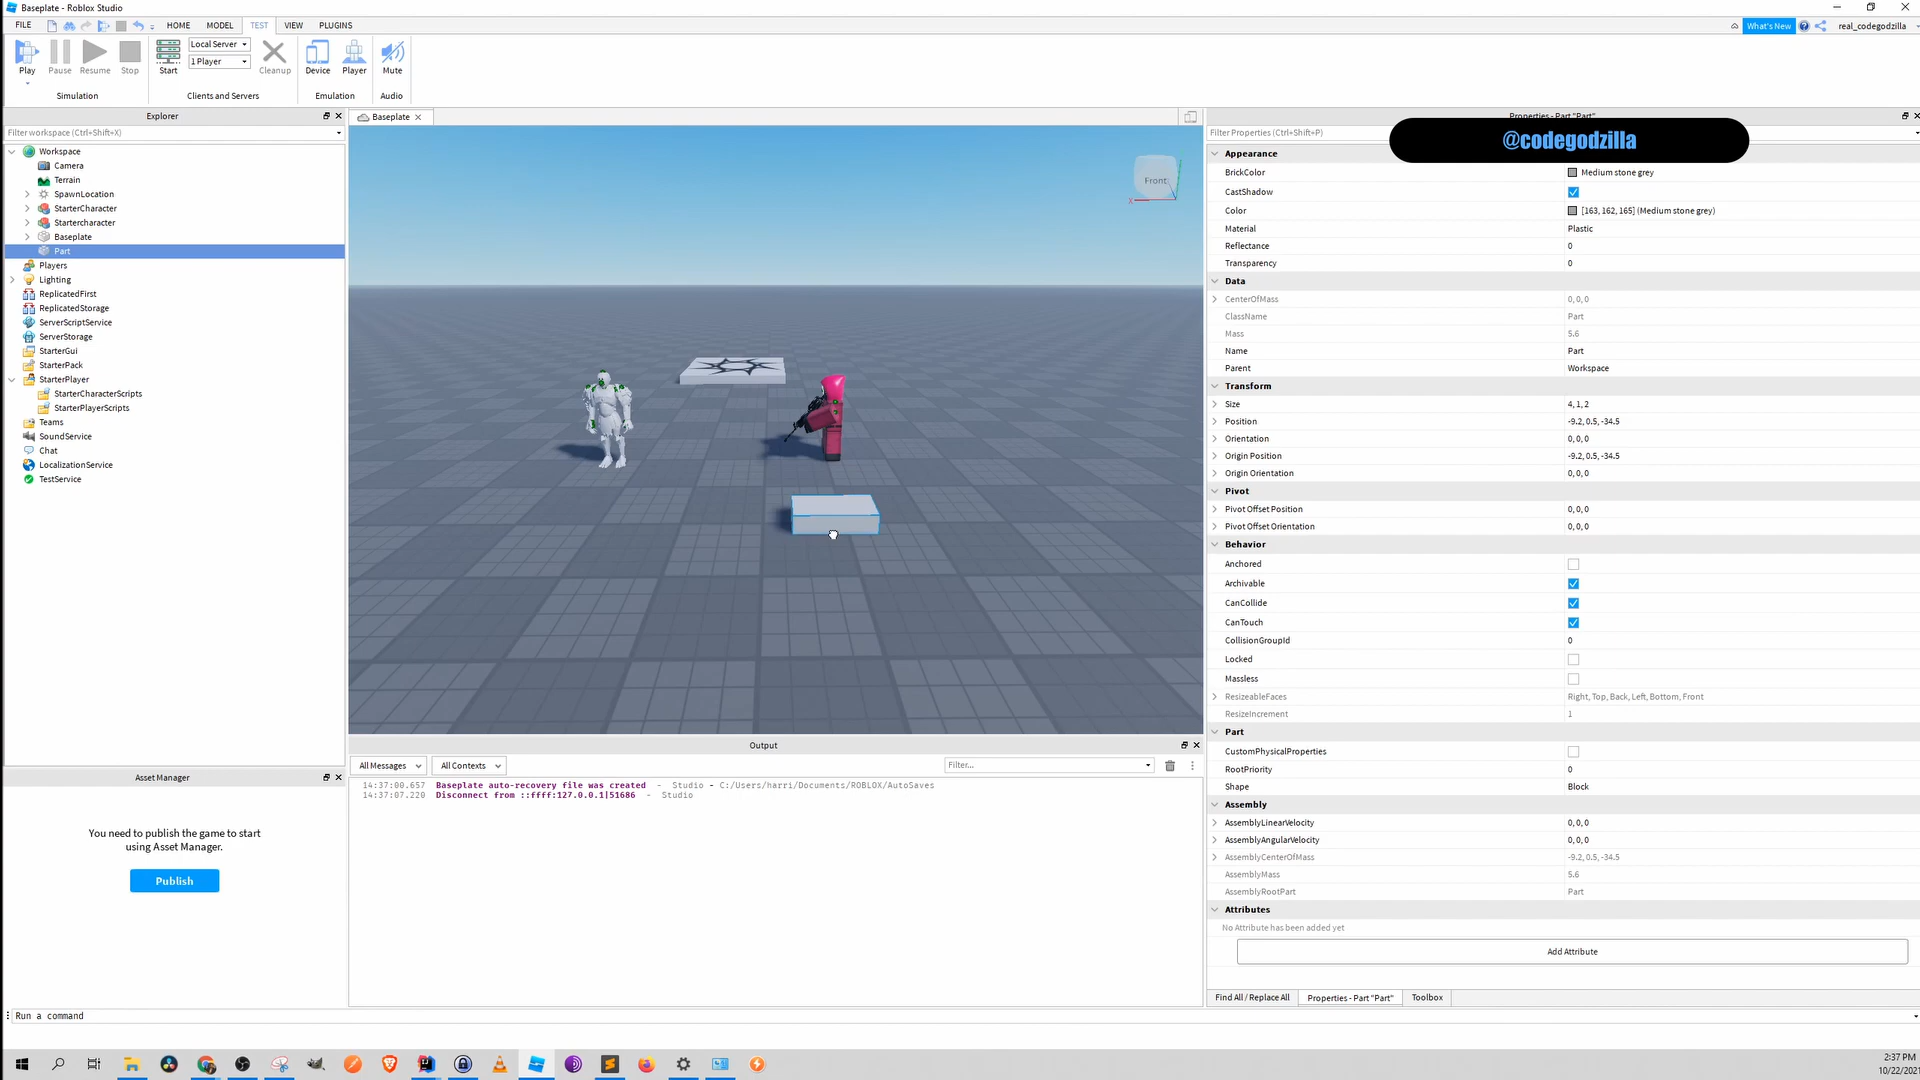 Baseplate - Roblox Studio
FILE HOME MODEL TEST VIEW PLUGINS What's New real_codegodzilla
Play Pause Resume Stop Start Local Server 1 Player Cleanup Device Player Mute
Simulation Clients and Servers Emulation Audio
Explorer
Filter workspace (Ctrl+Shift+X)
Workspace
Camera
Terrain
SpawnLocation
StarterCharacter
Startercharacter
Baseplate
Part
Players
Lighting
ReplicatedFirst
ReplicatedStorage
ServerScriptService
ServerStorage
StarterGui
StarterPack
StarterPlayer
StarterCharacterScripts
StarterPlayerScripts
Teams
SoundService
Chat
LocalizationService
TestService
Asset Manager
You need to publish the game to start
using Asset Manager.
Publish
Baseplate
Front
X
Output
All Messages All Contexts Filter...
14:37:00.657 Baseplate auto-recovery file was created - Studio - C:/Users/harri/Documents/ROBLOX/AutoSaves
14:37:07.220 Disconnect from ::ffff:127.0.0.1|51686 - Studio
Properties - Part "Part"
Filter Properties (Ctrl+Shift+P)
@codegodzilla
Appearance
BrickColor Medium stone grey
CastShadow
Color [163, 162, 165] (Medium stone grey)
Material Plastic
Reflectance 0
Transparency 0
Data
CenterOfMass 0, 0, 0
ClassName Part
Mass 5.6
Name Part
Parent Workspace
Transform
Size 4, 1, 2
Position -9.2, 0.5, -34.5
Orientation 0, 0, 0
Origin Position -9.2, 0.5, -34.5
Origin Orientation 0, 0, 0
Pivot
Pivot Offset Position 0, 0, 0
Pivot Offset Orientation 0, 0, 0
Behavior
Anchored
Archivable
CanCollide
CanTouch
CollisionGroupId 0
Locked
Massless
ResizeableFaces Right, Top, Back, Left, Bottom, Front
ResizeIncrement 1
Part
CustomPhysicalProperties
RootPriority 0
Shape Block
Assembly
AssemblyLinearVelocity 0, 0, 0
AssemblyAngularVelocity 0, 0, 0
AssemblyCenterOfMass -9.2, 0.5, -34.5
AssemblyMass 5.6
AssemblyRootPart Part
Attributes
No Attribute has been added yet
Add Attribute
Find All / Replace All Properties - Part "Part" Toolbox
Run a command
2:37 PM